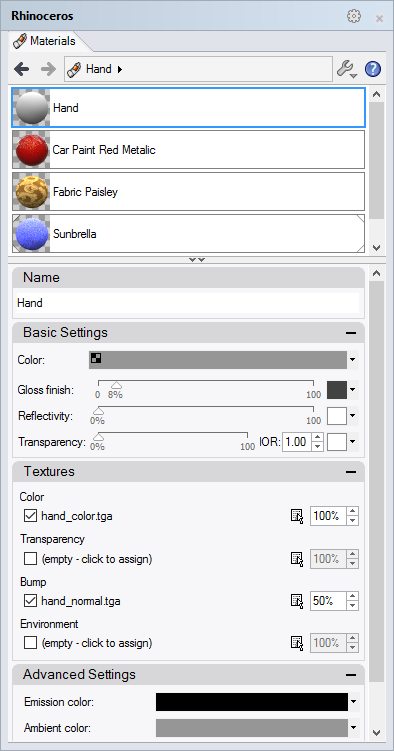 Rhinoceros
Materials
Hand
Hand
Car Paint Red Metalic
Fabric Paisley
Sunbrella
Name
Hand
Basic Settings
Color:
Gloss finish: 0 8% 100
Reflectivity: 0% 100
Transparency: 0% 100 IOR: 1.00
Textures
Color
hand_color.tga 100%
Transparency
(empty - click to assign) 100%
Bump
hand_normal.tga 50%
Environment
(empty - click to assign) 100%
Advanced Settings
Emission color:
Ambient color: